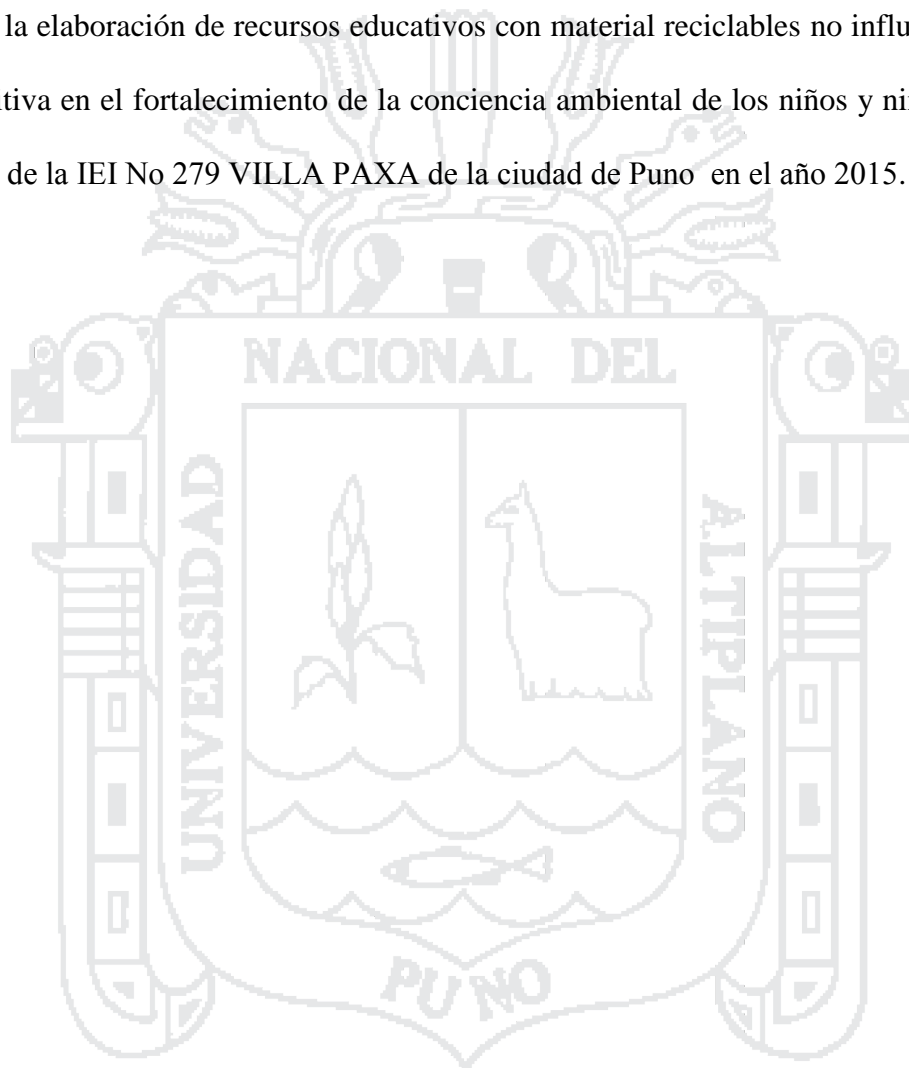 la elaboración de recursos educativos con material reciclables no influ
itiva en el fortalecimiento de la conciencia ambiental de los niños y ni
de la IEI No 279 VILLA PAXA de la ciudad de Puno en el año 2015.
NACIONAL DEL
UNIVERSIDAD
ALTIPLANO
PUNO